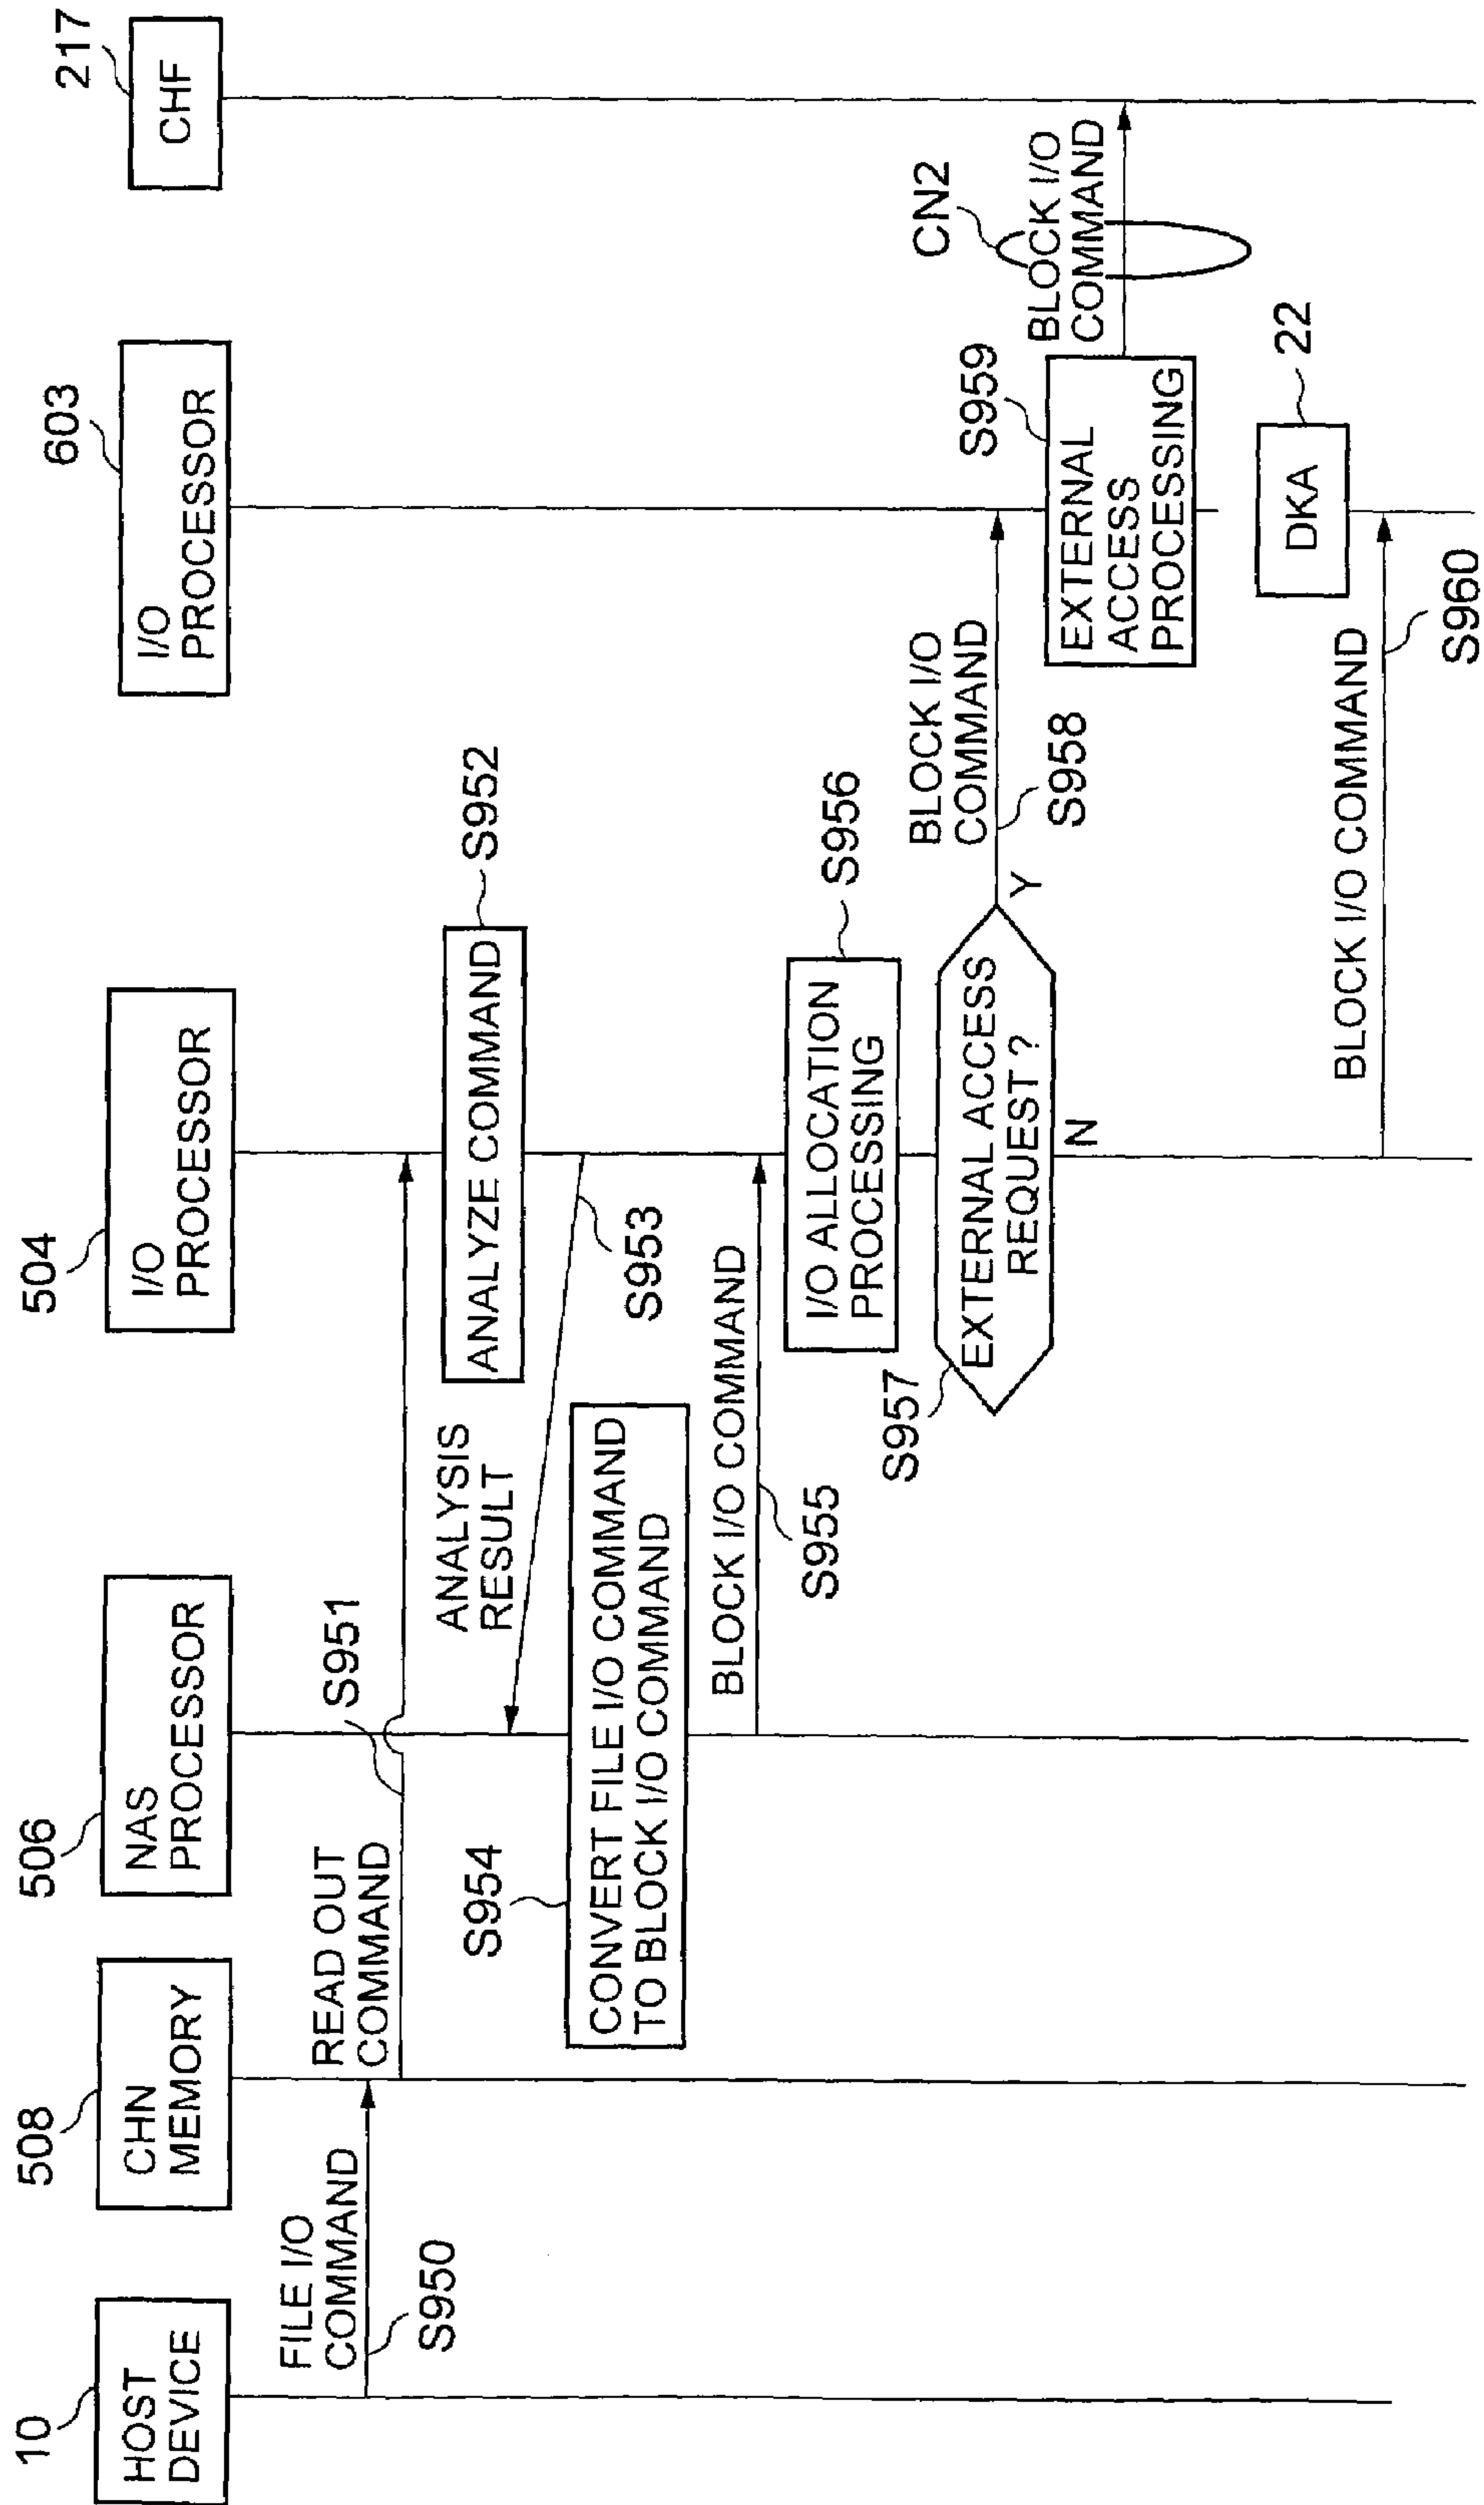 10
HOST
DEVICE
508
CHN
MEMORY
506
NAS
PROCESSOR
504
I/O
PROCESSOR
603
I/O
PROCESSOR
217
CHF
FILE I/O
COMMAND
S950
READ OUT
COMMAND
S951
ANALYZE COMMAND
S952
ANALYSIS
RESULT
S953
S954
CONVERT FILE I/O COMMAND
TO BLOCK I/O COMMAND
BLOCK I/O COMMAND
S955
I/O ALLOCATION
PROCESSING
S956
S957
EXTERNAL ACCESS
REQUEST ?
Y
N
BLOCK I/O
COMMAND
S958
S959
EXTERNAL
ACCESS
PROCESSING
CN2
BLOCK I/O
COMMAND
22
DKA
BLOCK I/O COMMAND
S960